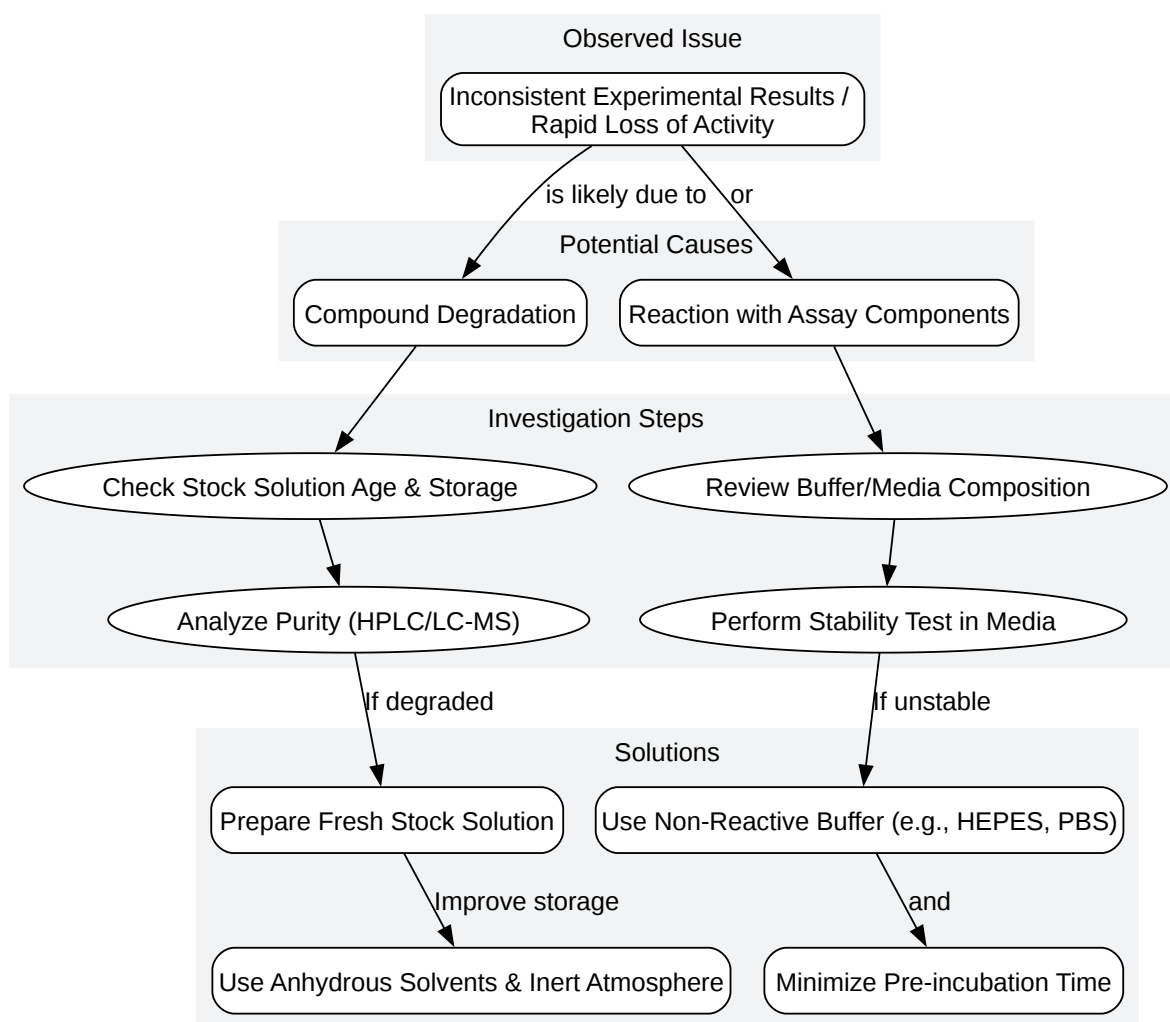 Observed Issue
Inconsistent Experimental Results /
Rapid Loss of Activity
is likely due to
or
Potential Causes
Compound Degradation
Reaction with Assay Components
Investigation Steps
Check Stock Solution Age & Storage
Review Buffer/Media Composition
Analyze Purity (HPLC/LC-MS)
Perform Stability Test in Media
If degraded
If unstable
Solutions
Prepare Fresh Stock Solution
Use Non-Reactive Buffer (e.g., HEPES, PBS)
Improve storage
and
Use Anhydrous Solvents & Inert Atmosphere
Minimize Pre-incubation Time